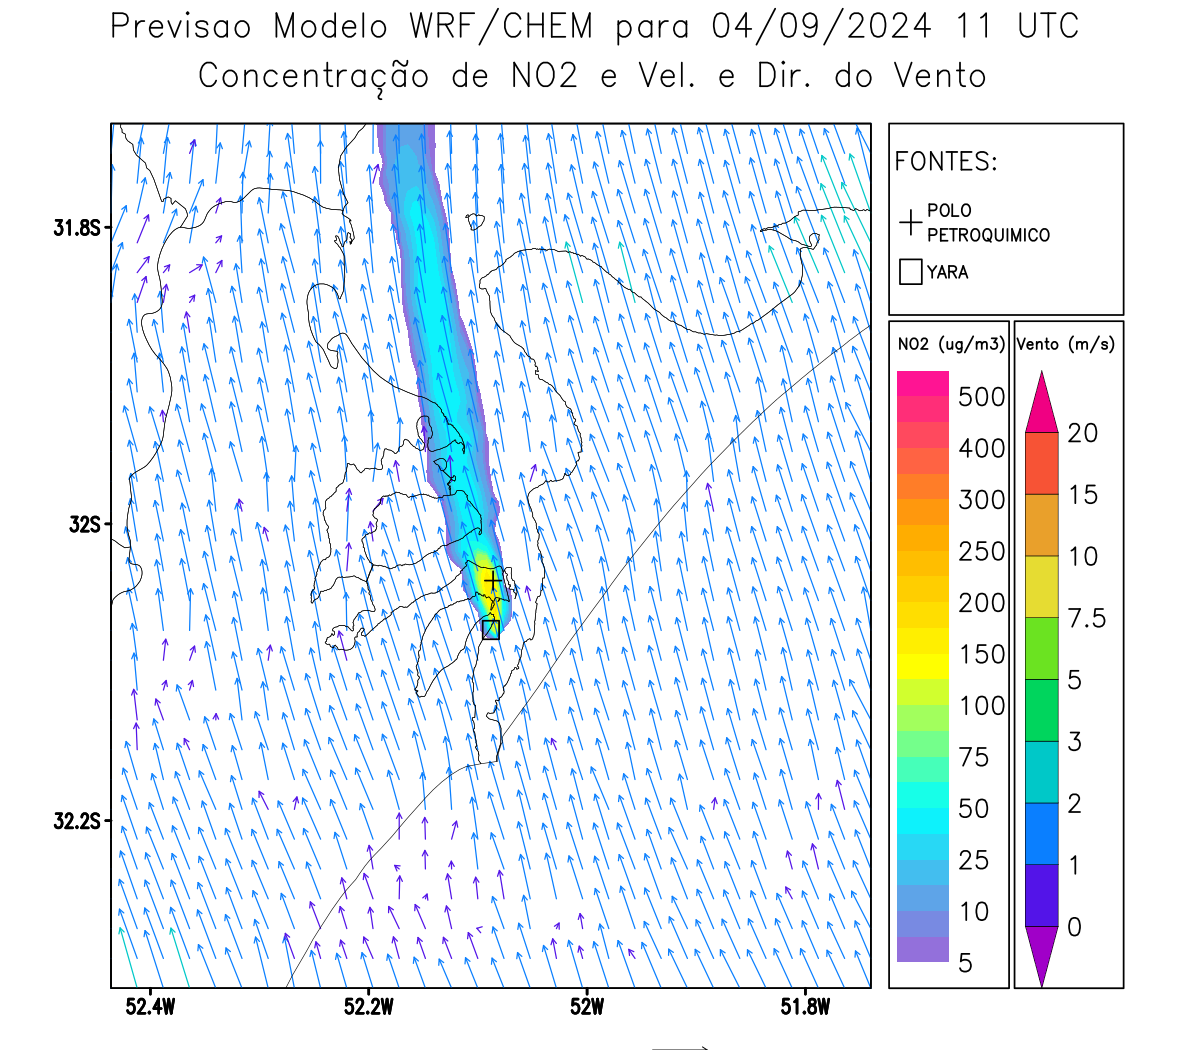 Previsao Modelo WRF/CHEM para 04/09/2024 11 UTC
Concentração de NO2 e Vel. e Dir. do Vento
FONTES:
POLO
PETROQUIMICO
YARA
NO2 (ug/m3)
500
400
300
250
200
150
100
75
50
25
10
5
Vento (m/s)
20
15
10
7.5
5
3
2
1
0
31.8S
32S
32.2S
52.4W
52.2W
52W
51.8W